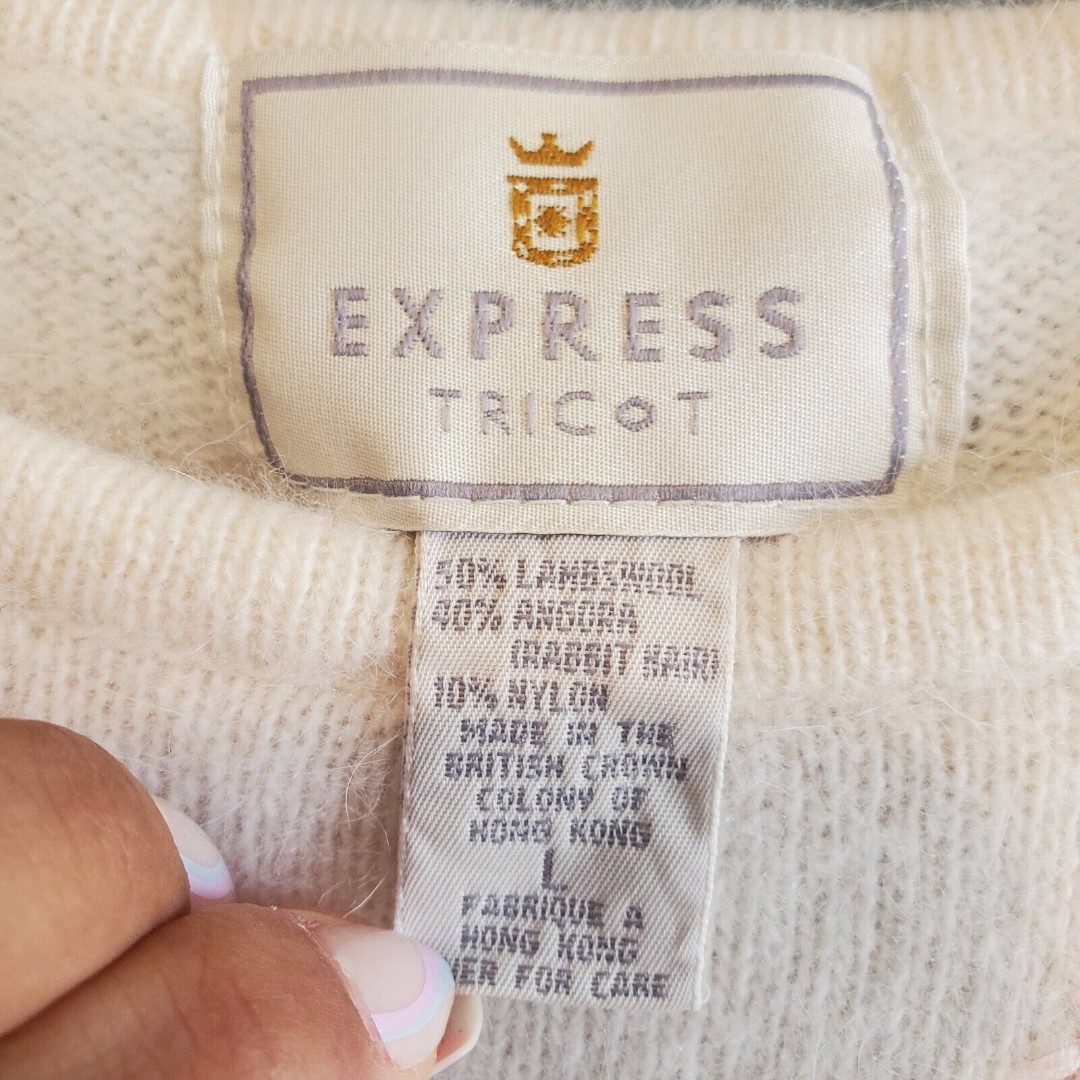 EXPRESS
TRICOT
50% LAMBSWOOL
40% ANGORA
(RABBIT HAIR)
10% NYLON
MADE IN THE
BRITISH CROWN
COLONY OF
HONG KONG
L
FABRIQUE A
HONG KONG
ER FOR CARE